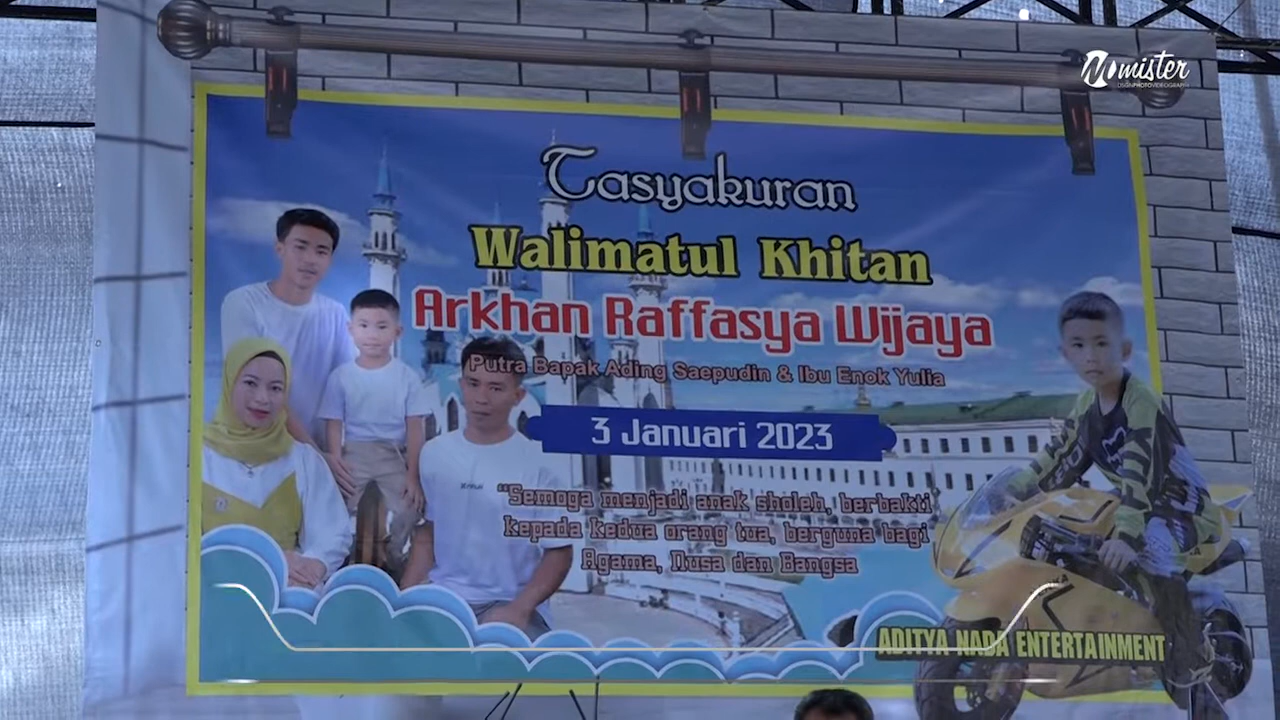 mister
DSGNPHOTOVIDEOGRAPHY
Tasyakuran
Walimatul Khitan
Arkhan Raffasya Wijaya
Putra Bapak Ading Saepudin & Ibu Enok Yulia
3 Januari 2023
"Semoga menjadi anak sholeh, berbakti
kepada kedua orang tua, berguna bagi
Agama, Nusa dan Bangsa
ADITYA NADA ENTERTAINMENT